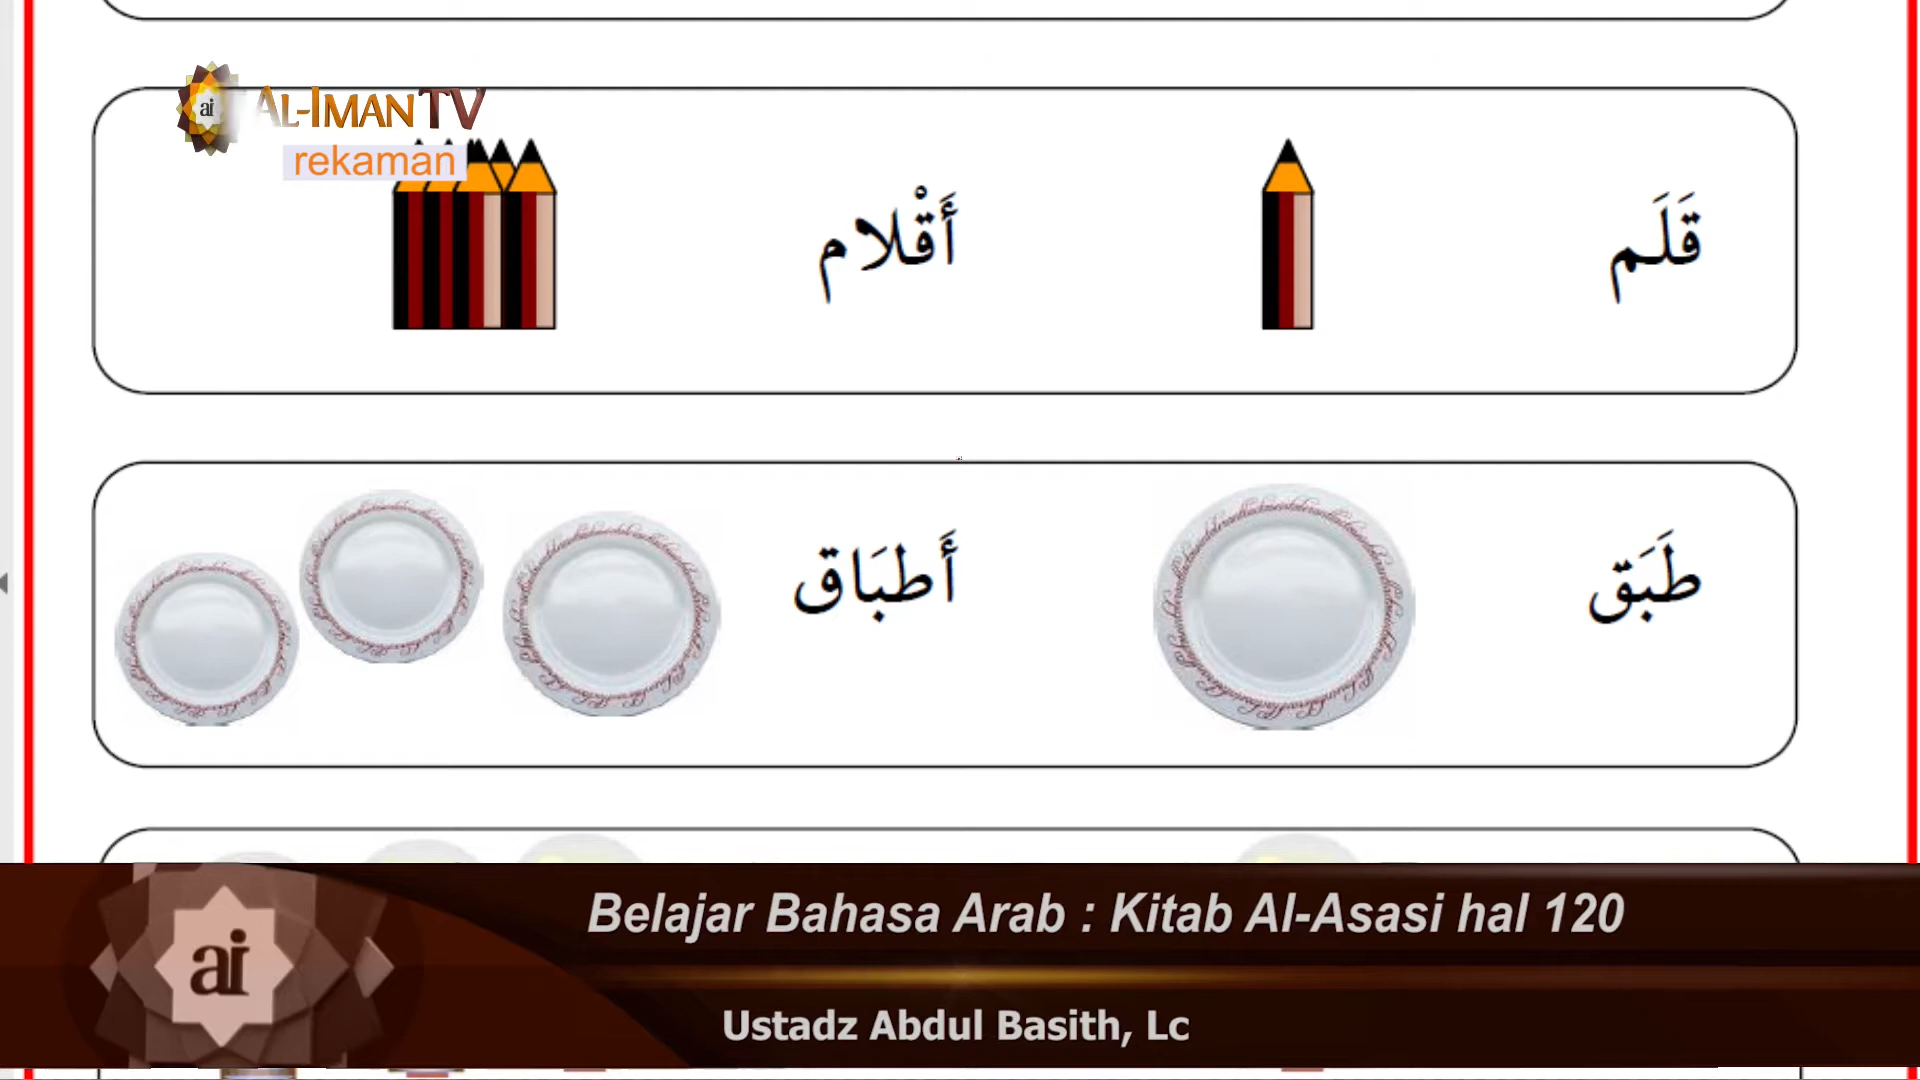 AL-IMAN TV
rekaman
قَلَم
أَقْلام
طَبَق
أَطبَاق
Belajar Bahasa Arab : Kitab Al-Asasi hal 120
ai
Ustadz Abdul Basith, Lc